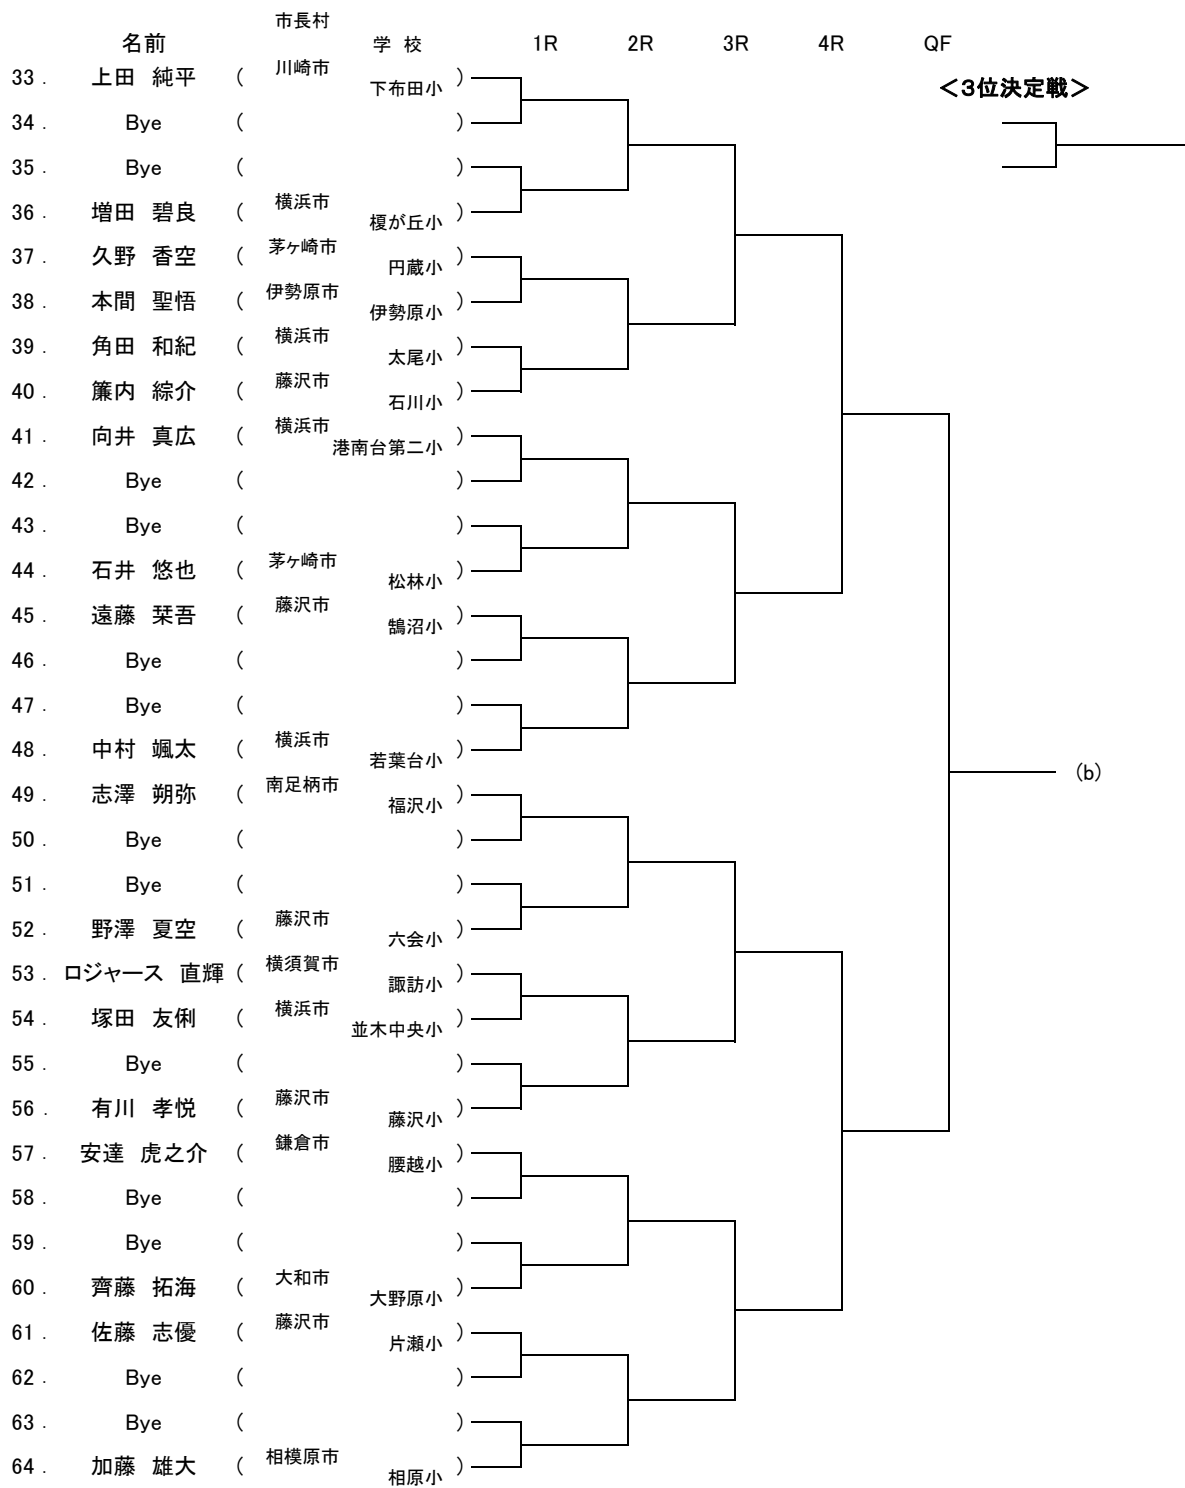 市長村
名前 学 校 1R 2R 3R 4R QF
33 . 上田 純平 ( 川崎市 下布田小 )
<3位決定戦>
34 . Bye ( )
35 . Bye ( )
36 . 増田 碧良 ( 横浜市 榎が丘小 )
37 . 久野 香空 ( 茅ヶ崎市 円蔵小 )
38 . 本間 聖悟 ( 伊勢原市 伊勢原小 )
39 . 角田 和紀 ( 横浜市 太尾小 )
40 . 簾内 綜介 ( 藤沢市 石川小 )
41 . 向井 真広 ( 横浜市 港南台第二小 )
42 . Bye ( )
43 . Bye ( )
44 . 石井 悠也 ( 茅ヶ崎市 松林小 )
45 . 遠藤 栞吾 ( 藤沢市 鵠沼小 )
46 . Bye ( )
47 . Bye ( )
48 . 中村 颯太 ( 横浜市 若葉台小 )
(b)
49 . 志澤 朔弥 ( 南足柄市 福沢小 )
50 . Bye ( )
51 . Bye ( )
52 . 野澤 夏空 ( 藤沢市 六会小 )
53 . ロジャース 直輝 ( 横須賀市 諏訪小 )
54 . 塚田 友俐 ( 横浜市 並木中央小 )
55 . Bye ( )
56 . 有川 孝悦 ( 藤沢市 藤沢小 )
57 . 安達 虎之介 ( 鎌倉市 腰越小 )
58 . Bye ( )
59 . Bye ( )
60 . 齊藤 拓海 ( 大和市 大野原小 )
61 . 佐藤 志優 ( 藤沢市 片瀬小 )
62 . Bye ( )
63 . Bye ( )
64 . 加藤 雄大 ( 相模原市 相原小 )